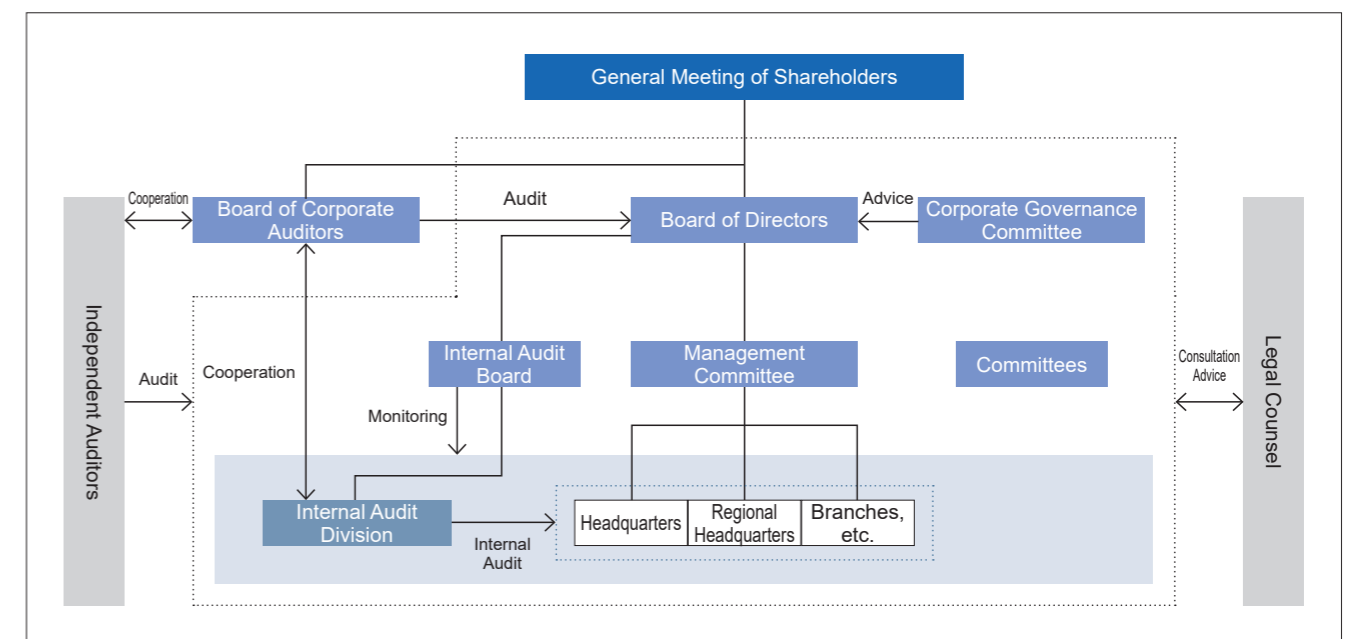 General Meeting of Shareholders
Cooperation
Board of Corporate
Auditors
Audit
Board of Directors
Advice
Corporate Governance
Committee
Independent Auditors
Audit
Cooperation
Internal Audit
Board
Management
Committee
Committees
Consultation
Advice
Legal Counsel
Monitoring
Internal Audit
Division
Internal
Audit
Headquarters
Regional
Headquarters
Branches,
etc.